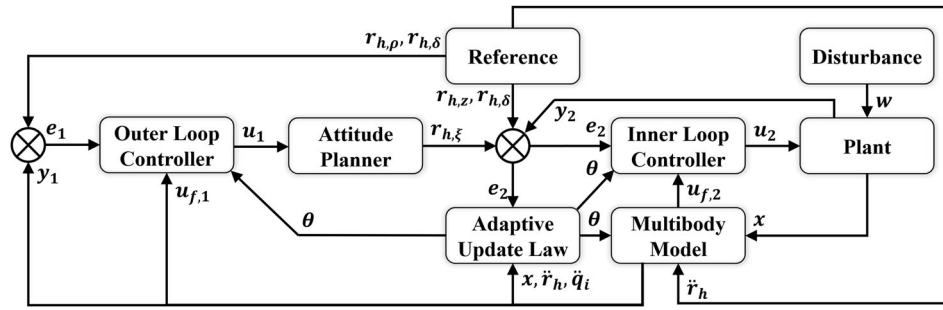 r_{h,ρ}, r_{h,δ}
Reference
Disturbance
r_{h,z}, r_{h,δ}
y_2
w
e_1
Outer Loop
Controller
u_1
Attitude
Planner
r_{h,ξ}
e_2
Inner Loop
Controller
u_2
Plant
y_1
u_{f,1}
e_2
θ
u_{f,2}
θ
Adaptive
Update Law
θ
Multibody
Model
x
x, r̈_h, q̈_i
r̈_h